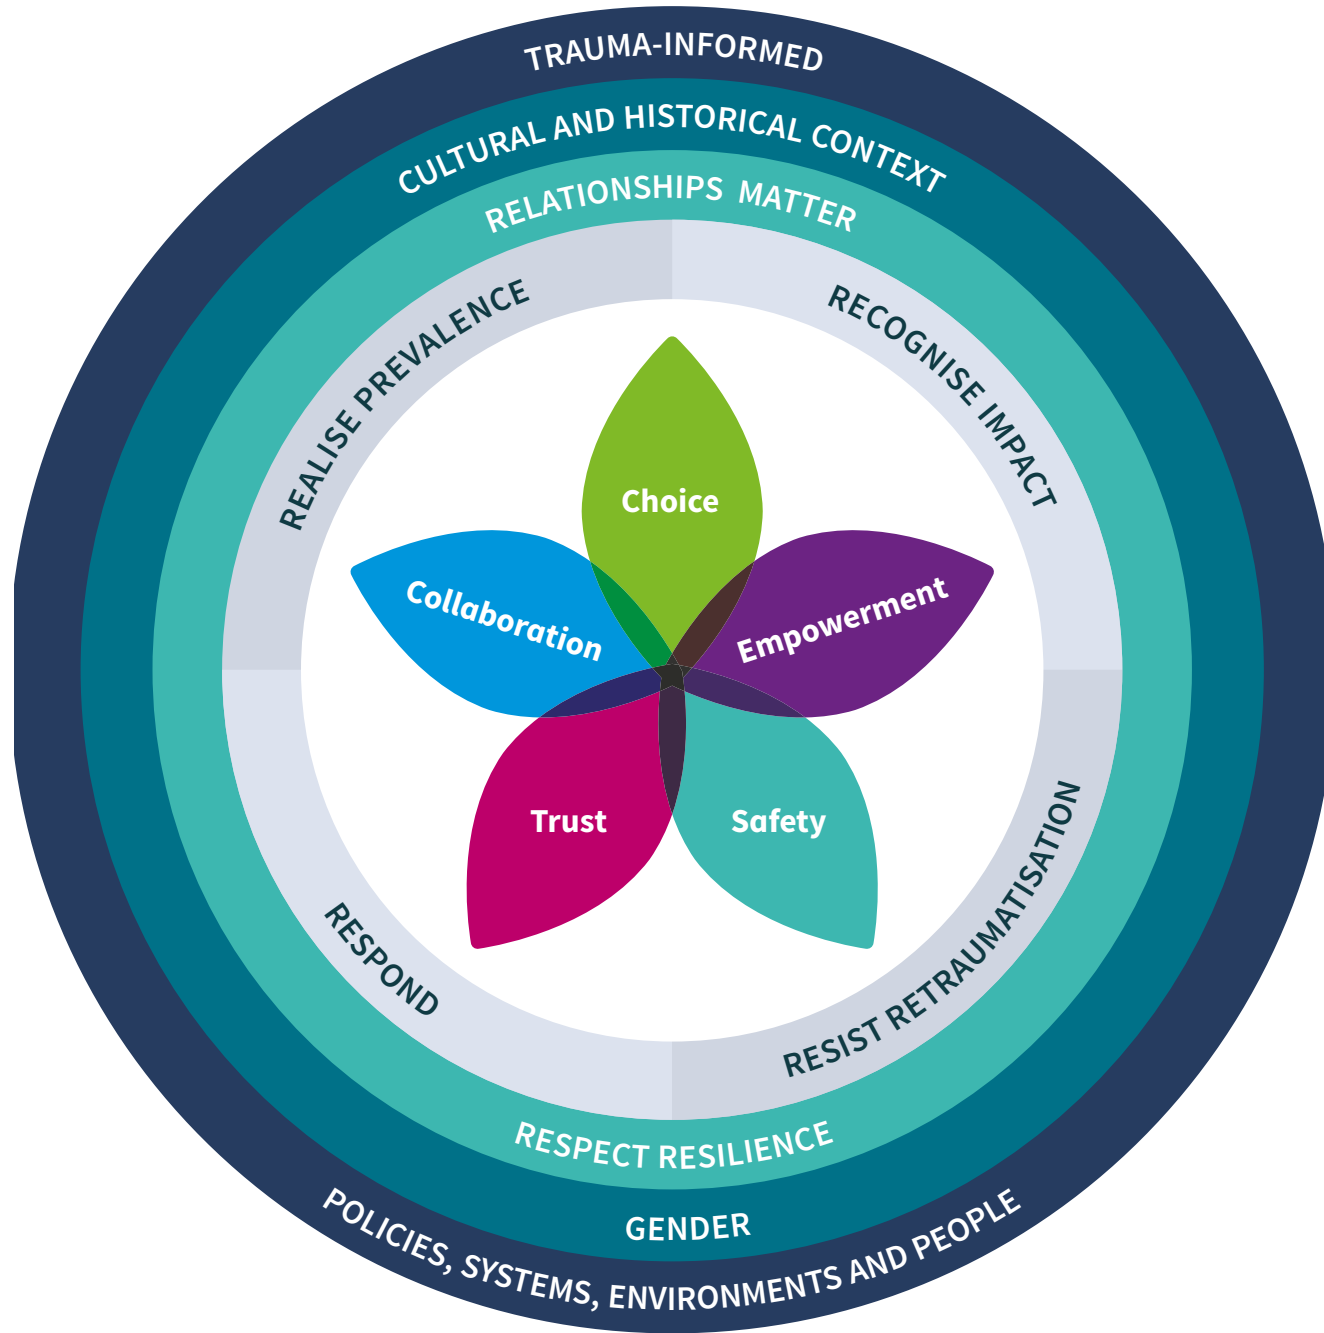 TRAUMA-INFORMED
CULTURAL AND HISTORICAL CONTEXT
RELATIONSHIPS MATTER
REALISE PREVALENCE
RECOGNISE IMPACT
Choice
Collaboration
Empowerment
Trust
Safety
RESPOND
RESIST RETRAUMATISATION
RESPECT RESILIENCE
GENDER
POLICIES, SYSTEMS, ENVIRONMENTS AND PEOPLE